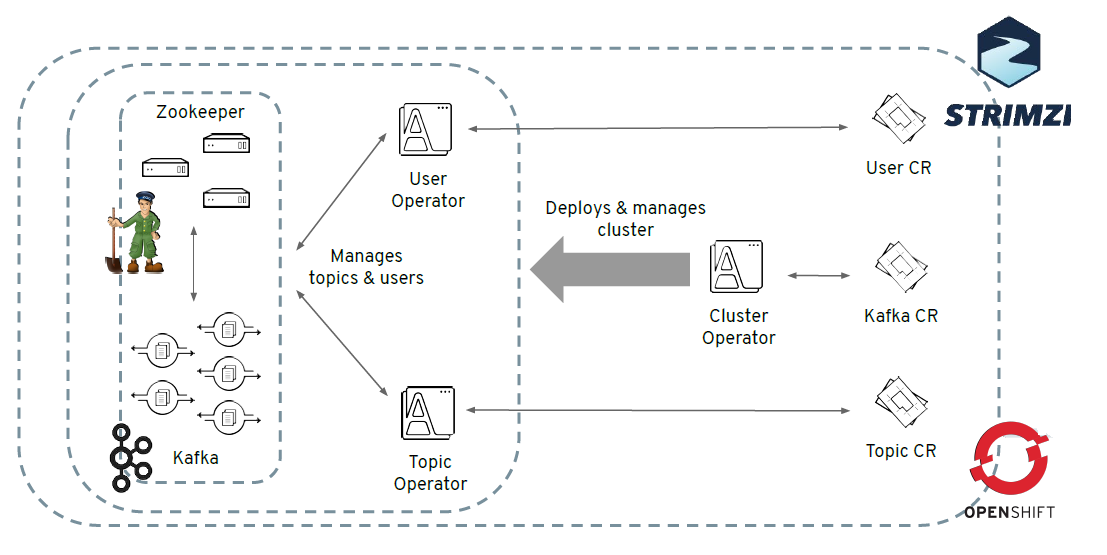 STRIMZI
Zookeeper
User
Operator
User CR
Deploys & manages
cluster
Manages
topics & users
Cluster
Operator
Kafka CR
Kafka
Topic
Operator
Topic CR
OPENSHIFT